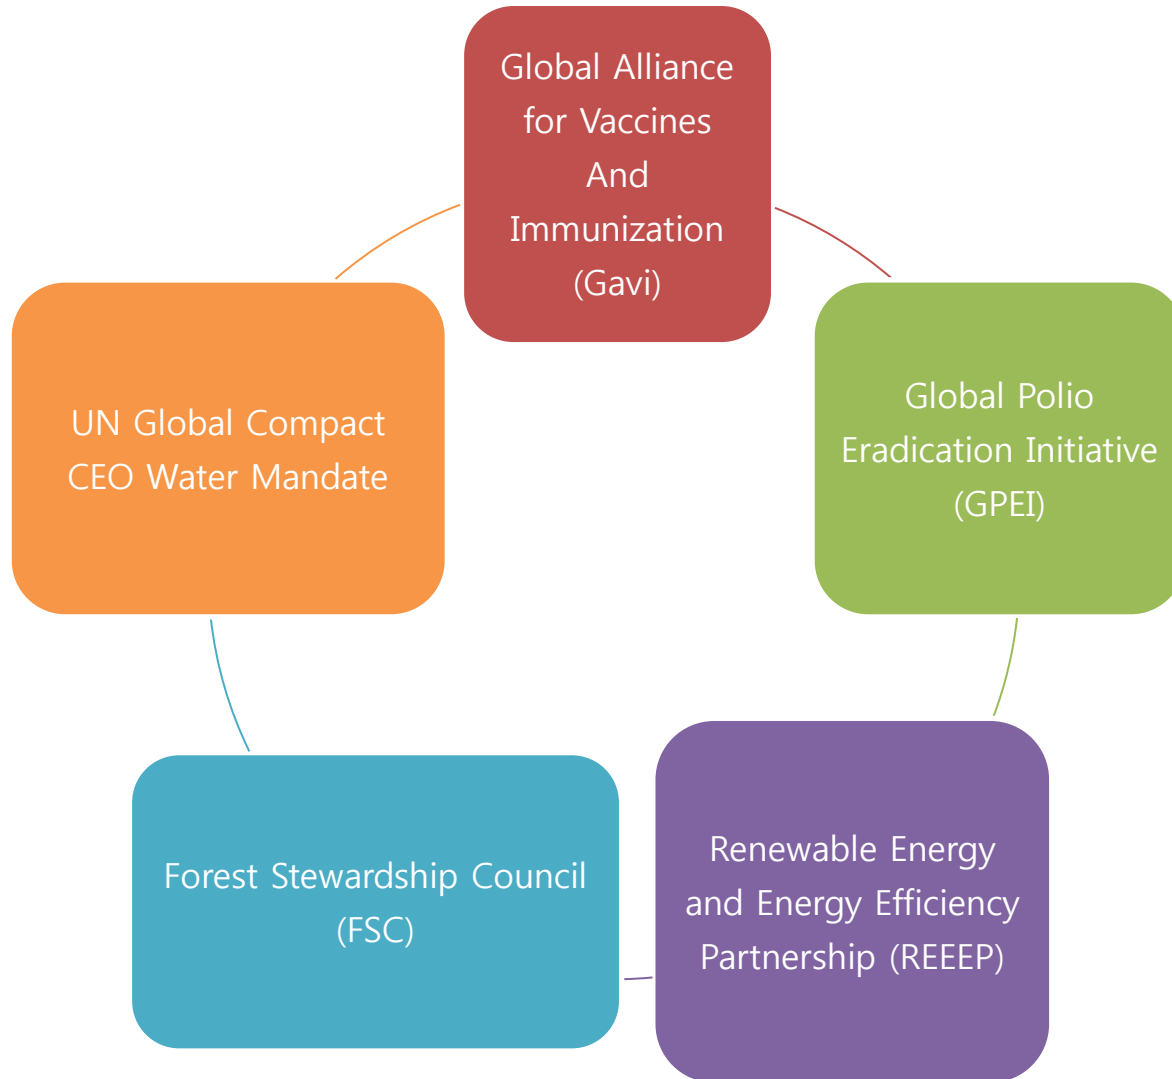 Global Alliance
for Vaccines
And
Immunization
(Gavi)
Global Polio
Eradication Initiative
(GPEI)
Renewable Energy
and Energy Efficiency
Partnership (REEEP)
Forest Stewardship Council
(FSC)
UN Global Compact
CEO Water Mandate